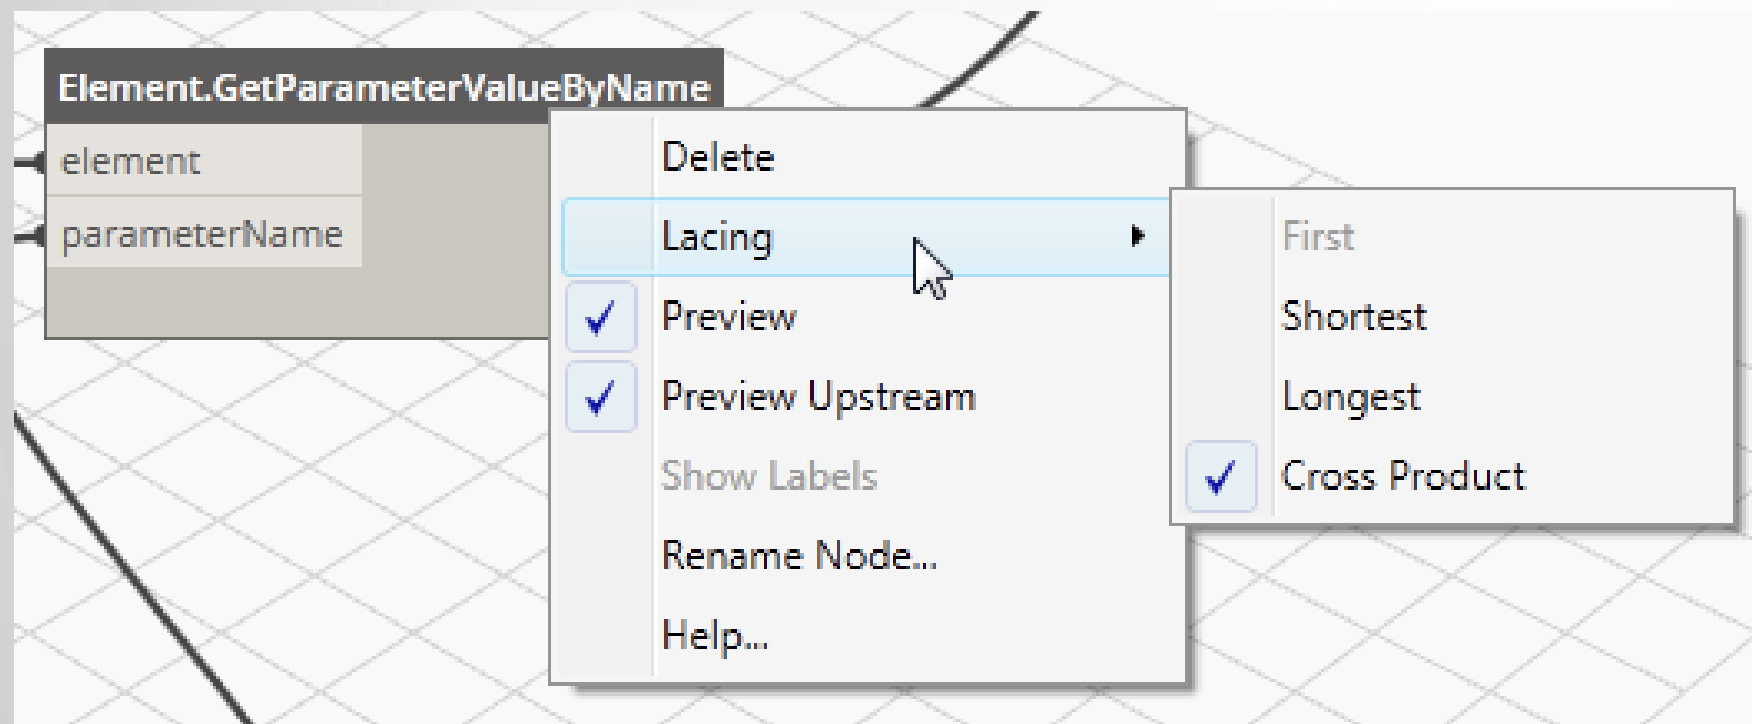 Element.GetParameterValueByName
element
parameterName
Delete
Lacing
Preview
Preview Upstream
Show Labels
Rename Node...
Help...
First
Shortest
Longest
Cross Product